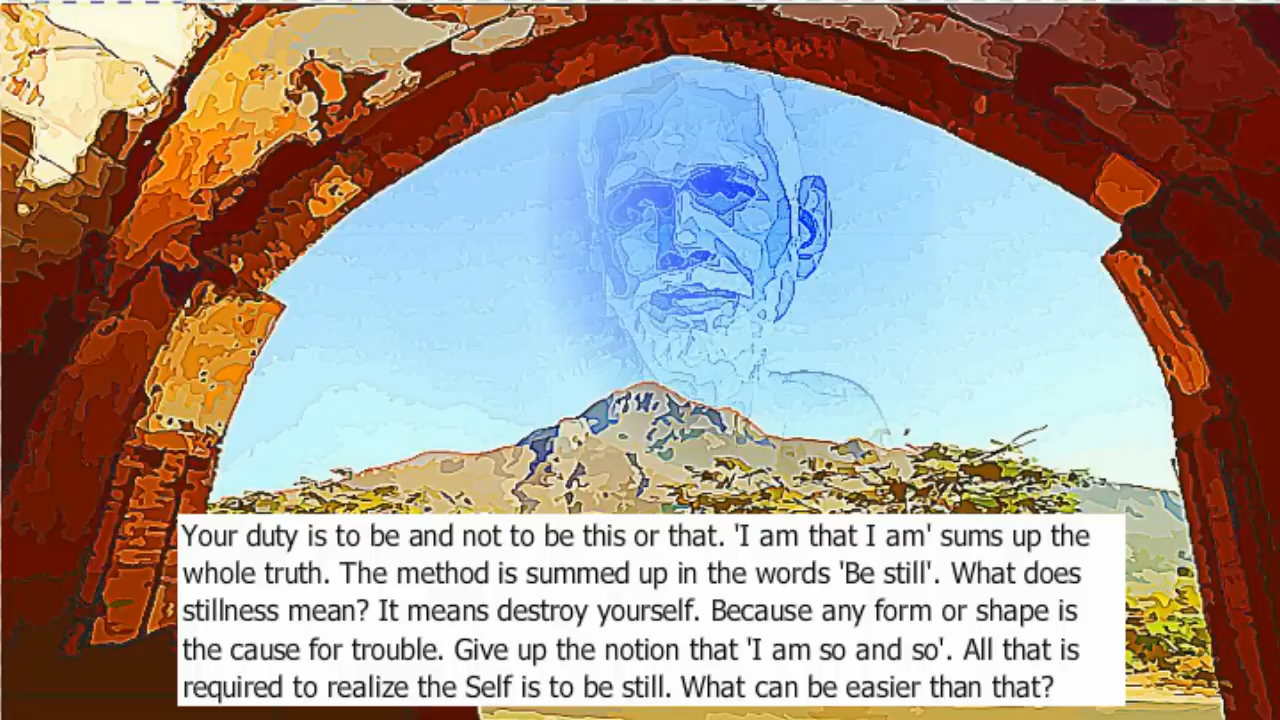 Your duty is to be and not to be this or that. 'I am that I am' sums up the
whole truth. The method is summed up in the words 'Be still'. What does
stillness mean? It means destroy yourself. Because any form or shape is
the cause for trouble. Give up the notion that 'I am so and so'. All that is
required to realize the Self is to be still. What can be easier than that?